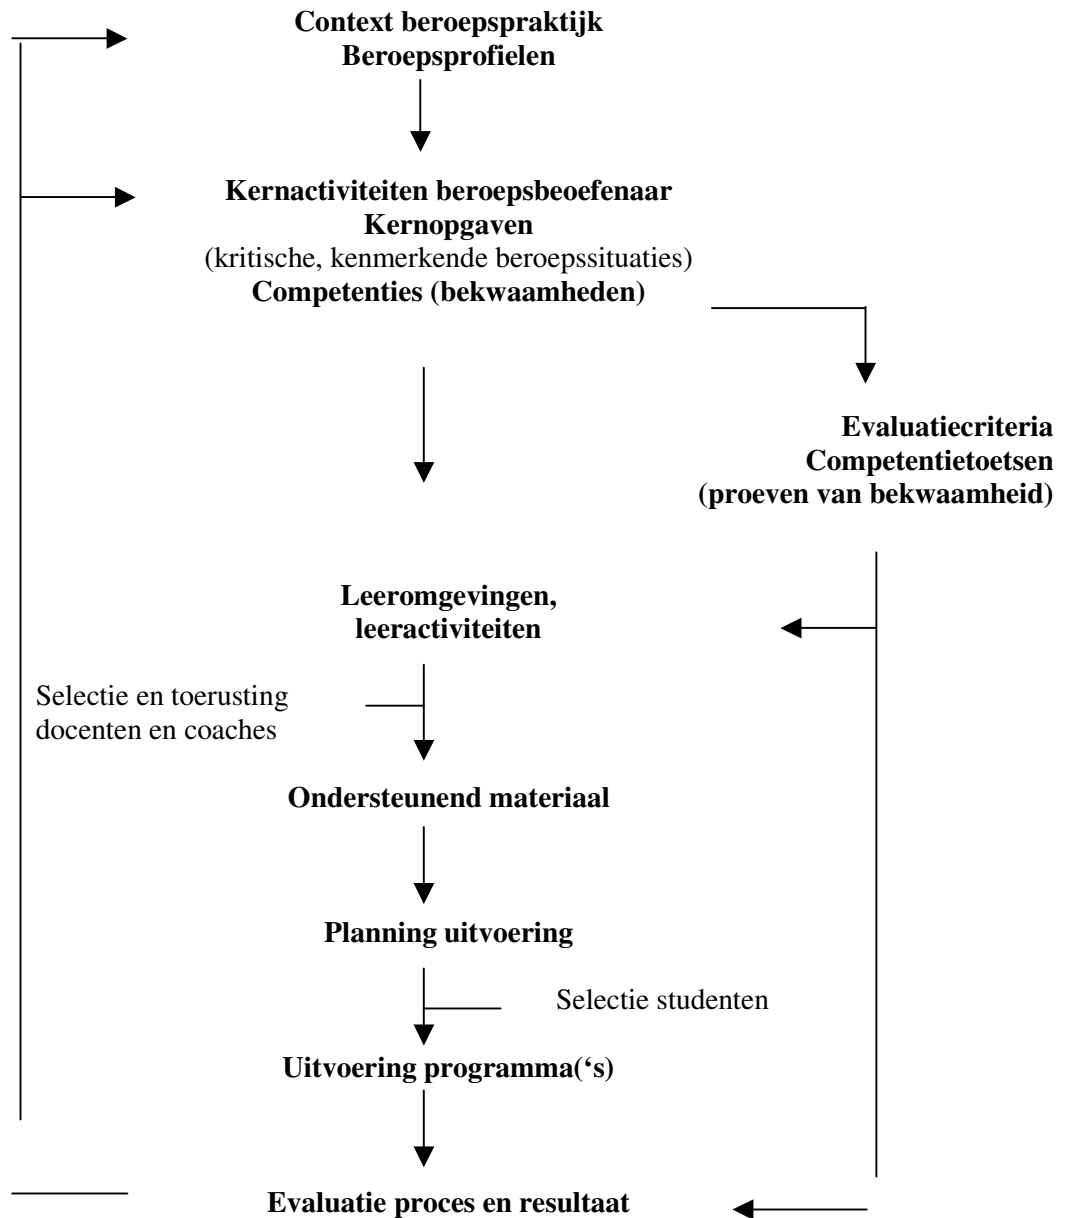 Context beroepspraktijk
Beroepsprofielen
Kernactiviteiten beroepsbeoefenaar
Kernopgaven
(kritische, kenmerkende beroepssituaties)
Competenties (bekwaamheden)
Evaluatiecriteria
Competentietoetsen
(proeven van bekwaamheid)
Leeromgevingen,
leeractiviteiten
Selectie en toerusting
docenten en coaches
Ondersteunend materiaal
Planning uitvoering
Selectie studenten
Uitvoering programma(‘s)
Evaluatie proces en resultaat